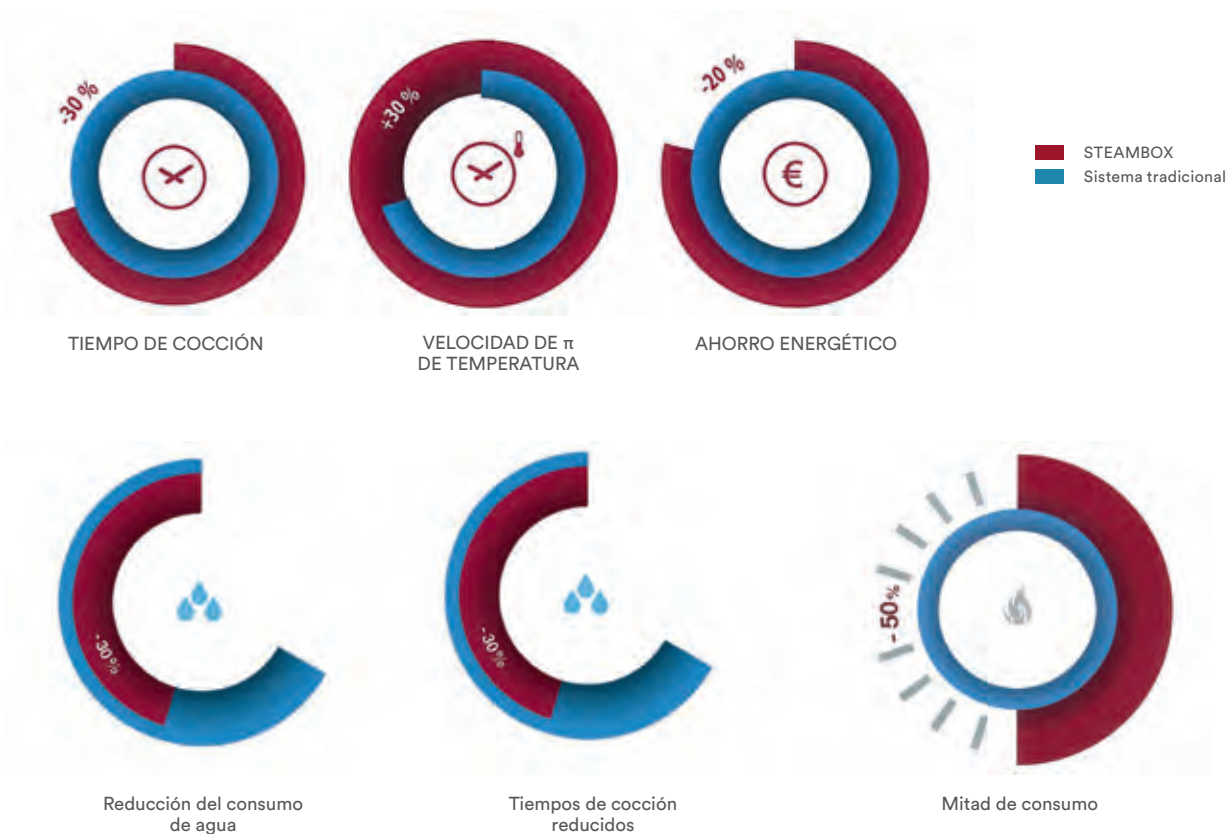 -30 %
+30 %
-20 %
€
STEAMBOX
Sistema tradicional
TIEMPO DE COCCIÓN
VELOCIDAD DE π
DE TEMPERATURA
AHORRO ENERGÉTICO
-30%
-30%
-50%
Reducción del consumo
de agua
Tiempos de cocción
reducidos
Mitad de consumo